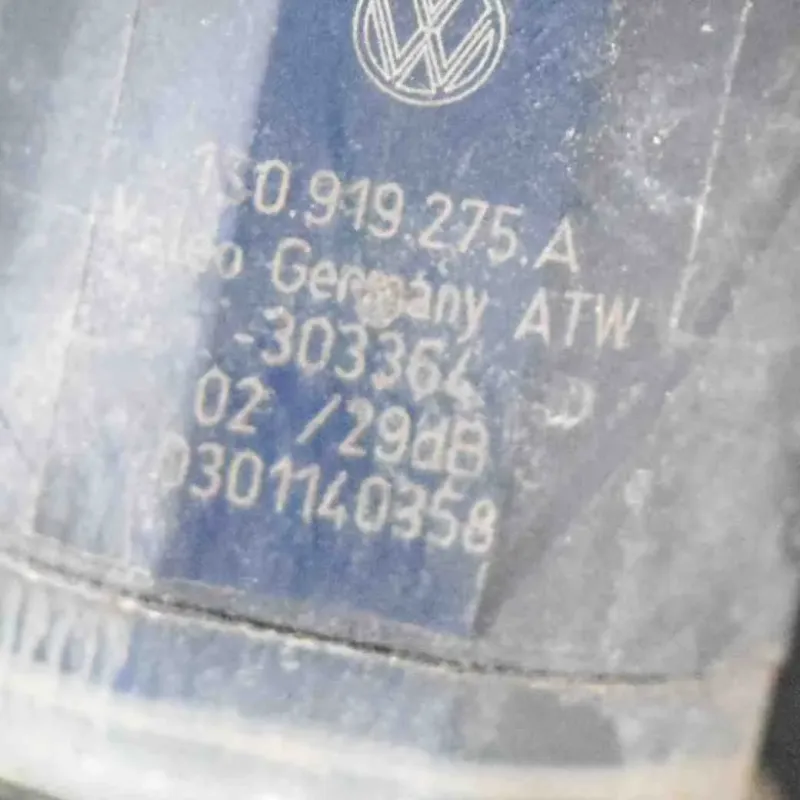 1S0.919.275.A
Valeo Germany ATW
-303364
02 /29dB
0301140358